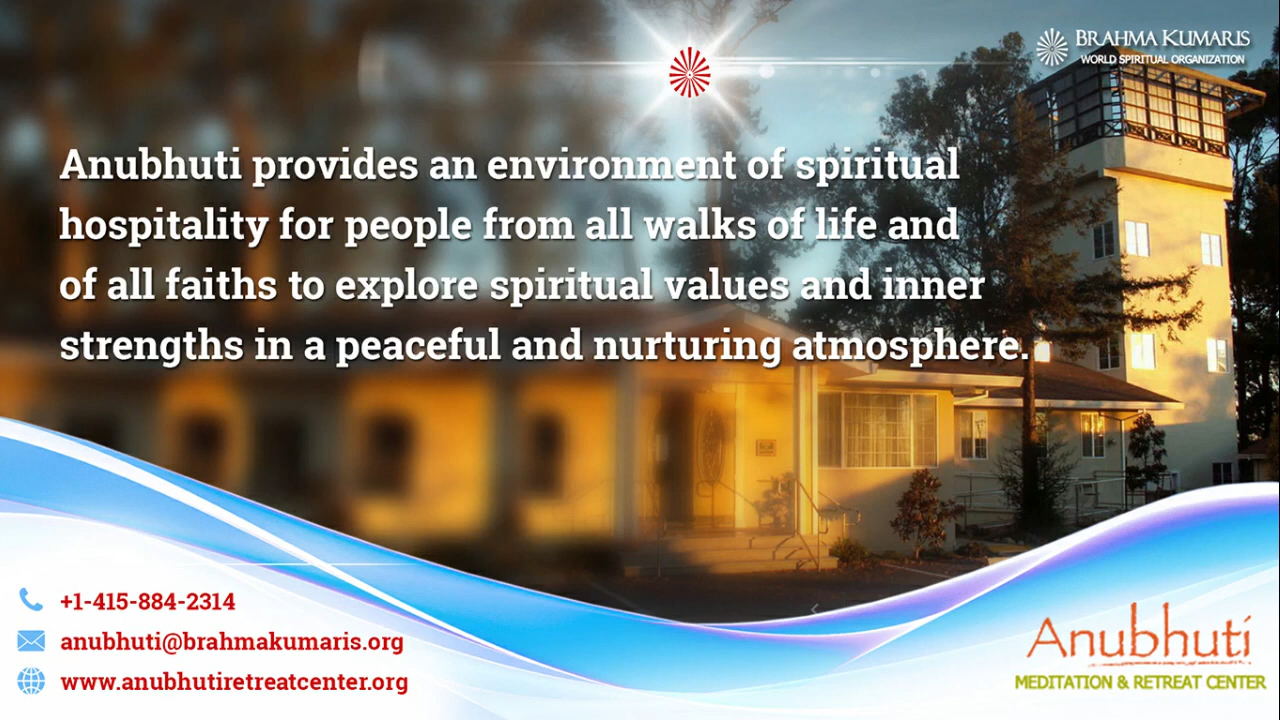 BRAHMA KUMARIS
WORLD SPIRITUAL ORGANIZATION
Anubhuti provides an environment of spiritual
hospitality for people from all walks of life and
of all faiths to explore spiritual values and inner
strengths in a peaceful and nurturing atmosphere.
+1-415-884-2314
anubhuti@brahmakumaris.org
www.anubhutiretreatcenter.org
Anubhuti
MEDITATION & RETREAT CENTER